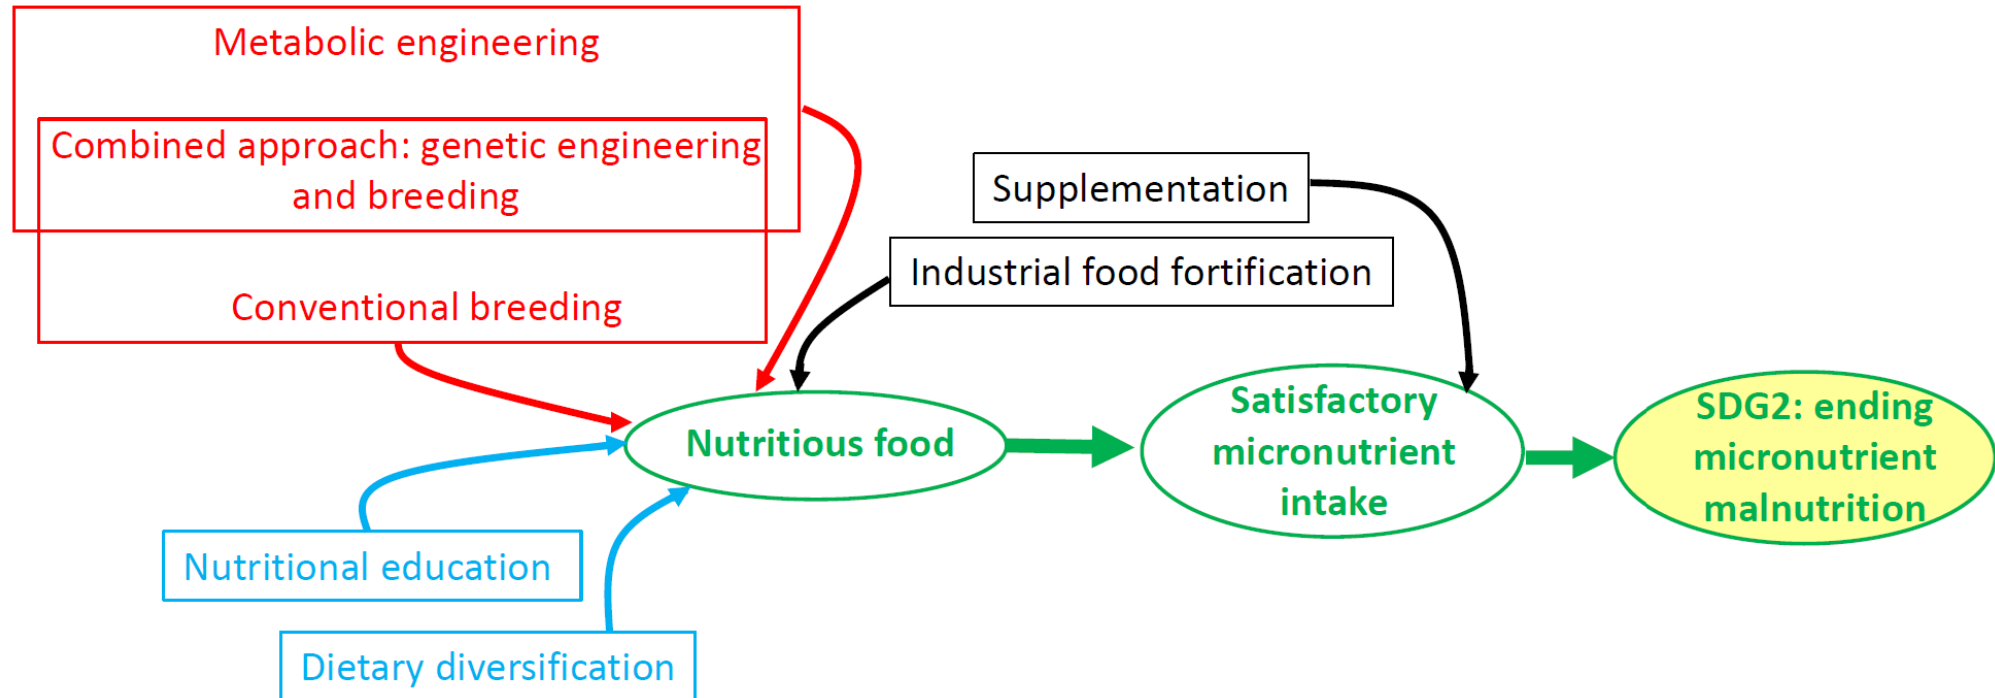 Metabolic engineering
Combined approach: genetic engineering
and breeding
Conventional breeding
Supplementation
Industrial food fortification
Nutritious food
Satisfactory
micronutrient
intake
SDG2: ending
micronutrient
malnutrition
Nutritional education
Dietary diversification